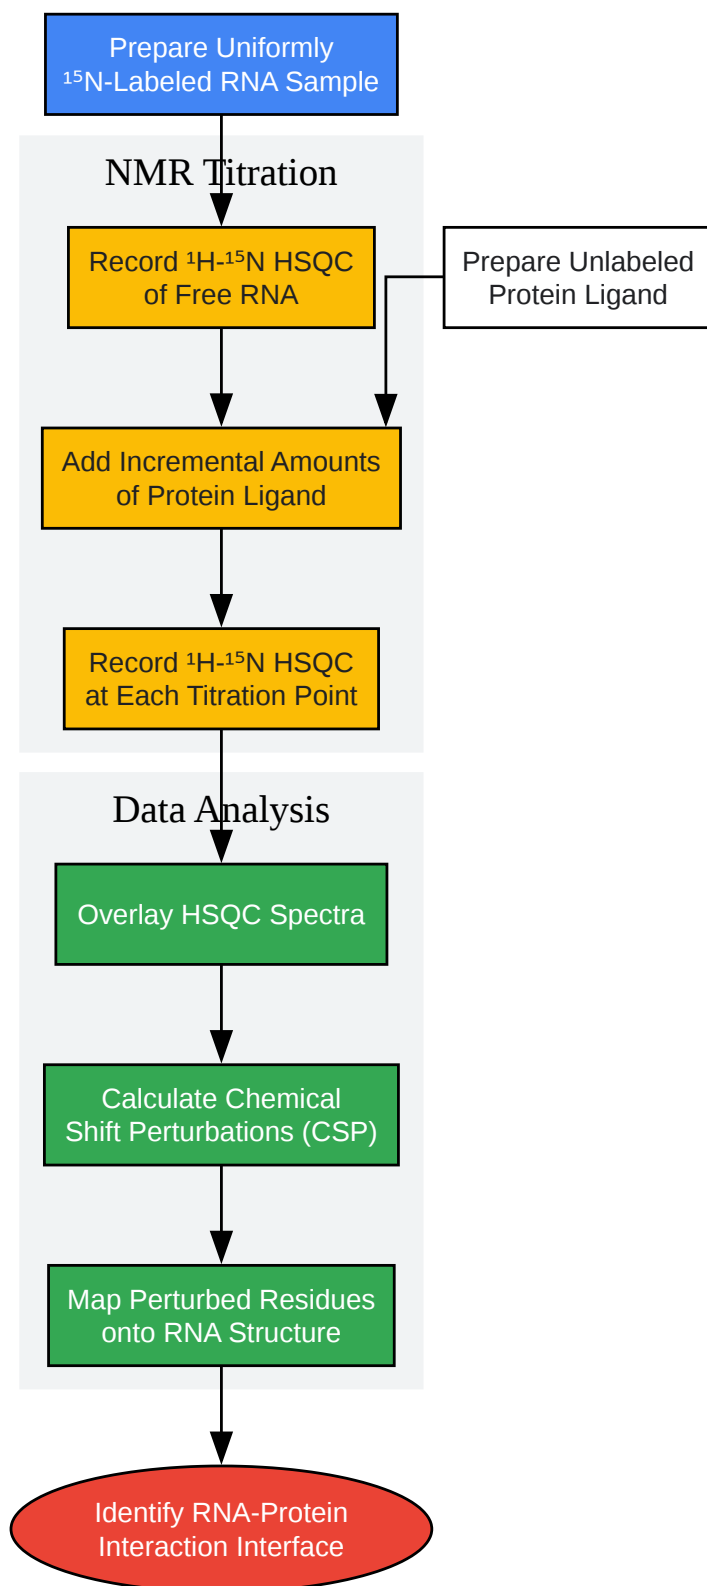 Prepare Uniformly
¹⁵N-Labeled RNA Sample
NMR Titration
Record ¹H-¹⁵N HSQC
of Free RNA
Prepare Unlabeled
Protein Ligand
Add Incremental Amounts
of Protein Ligand
Record ¹H-¹⁵N HSQC
at Each Titration Point
Data Analysis
Overlay HSQC Spectra
Calculate Chemical
Shift Perturbations (CSP)
Map Perturbed Residues
onto RNA Structure
Identify RNA-Protein
Interaction Interface